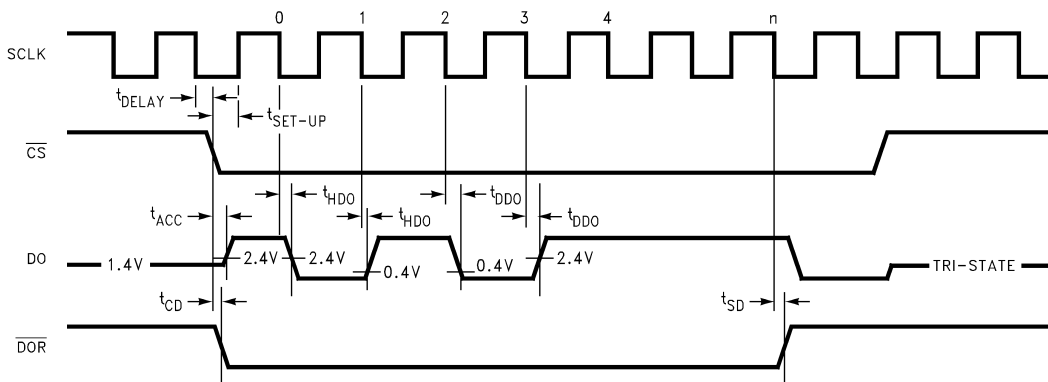 0 1 2 3 4 n
SCLK
tDELAY
tSET-UP
CS
tHDO tDDO
tACC tHDO tDDO
DO 1.4V 2.4V 2.4V 0.4V 0.4V 2.4V TRI-STATE
tCD tSD
DOR